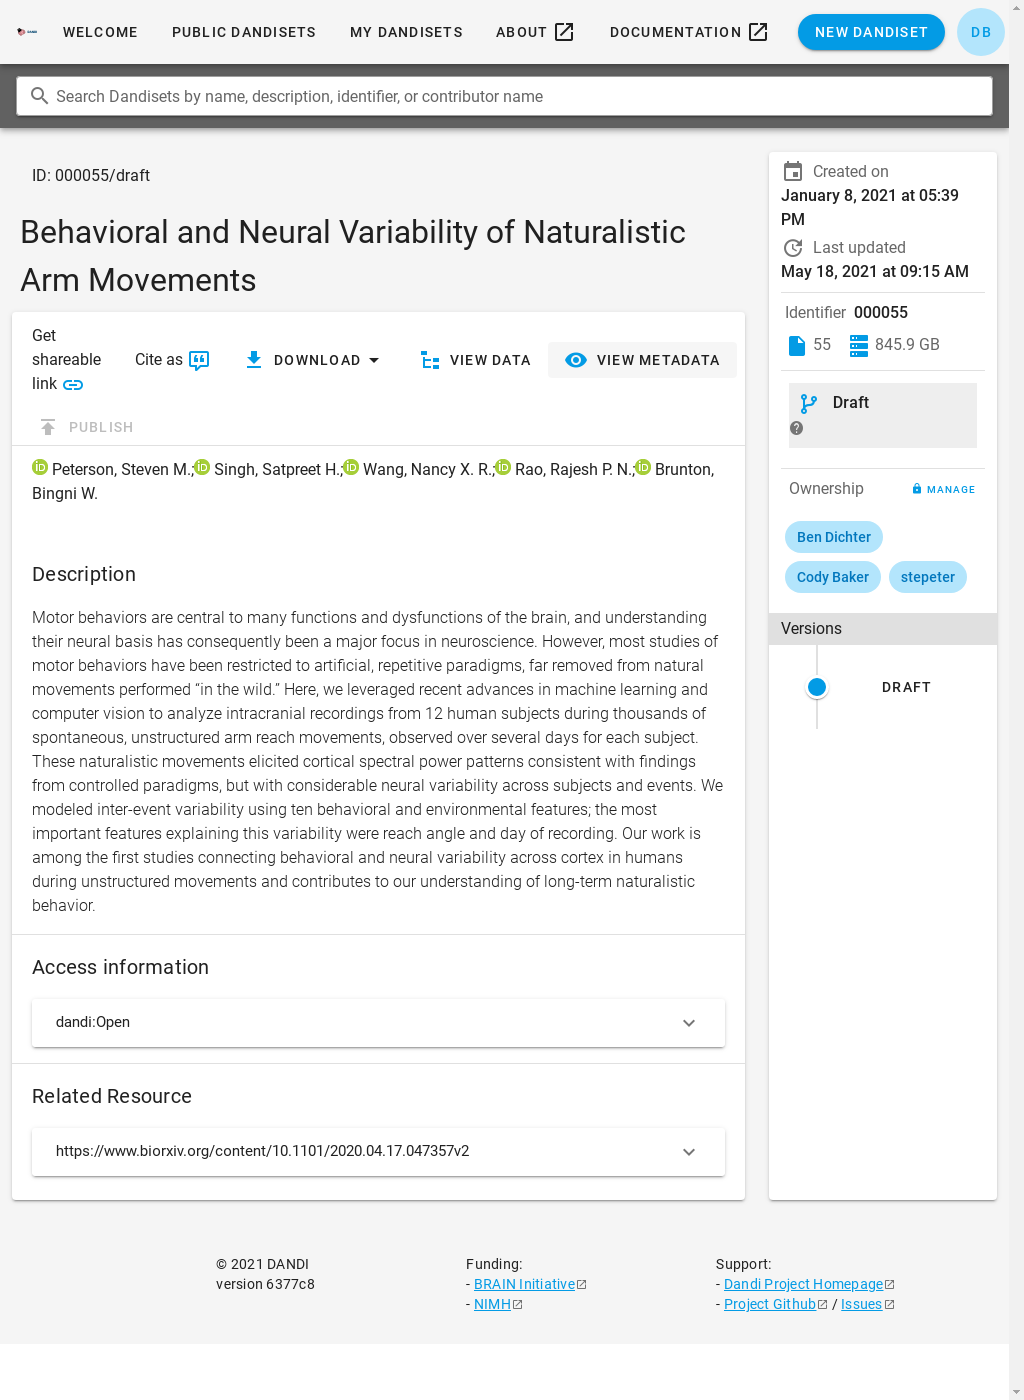 DANDI
WELCOME
PUBLIC DANDISETS
MY DANDISETS
ABOUT
DOCUMENTATION
NEW DANDISET
DB
Search Dandisets by name, description, identifier, or contributor name
ID: 000055/draft
Behavioral and Neural Variability of Naturalistic
Arm Movements
Get
shareable
link
Cite as
DOWNLOAD
VIEW DATA
VIEW METADATA
PUBLISH
Peterson, Steven M.; Singh, Satpreet H.; Wang, Nancy X. R.; Rao, Rajesh P. N.; Brunton,
Bingni W.
Description
Motor behaviors are central to many functions and dysfunctions of the brain, and understanding
their neural basis has consequently been a major focus in neuroscience. However, most studies of
motor behaviors have been restricted to artificial, repetitive paradigms, far removed from natural
movements performed “in the wild.” Here, we leveraged recent advances in machine learning and
computer vision to analyze intracranial recordings from 12 human subjects during thousands of
spontaneous, unstructured arm reach movements, observed over several days for each subject.
These naturalistic movements elicited cortical spectral power patterns consistent with findings
from controlled paradigms, but with considerable neural variability across subjects and events. We
modeled inter-event variability using ten behavioral and environmental features; the most
important features explaining this variability were reach angle and day of recording. Our work is
among the first studies connecting behavioral and neural variability across cortex in humans
during unstructured movements and contributes to our understanding of long-term naturalistic
behavior.
Access information
dandi:Open
Related Resource
https://www.biorxiv.org/content/10.1101/2020.04.17.047357v2
Created on
January 8, 2021 at 05:39
PM
Last updated
May 18, 2021 at 09:15 AM
Identifier 000055
55
845.9 GB
Draft
Ownership
MANAGE
Ben Dichter
Cody Baker
stepeter
Versions
DRAFT
© 2021 DANDI
version 6377c8
Funding:
- BRAIN Initiative
- NIMH
Support:
- Dandi Project Homepage
- Project Github / Issues